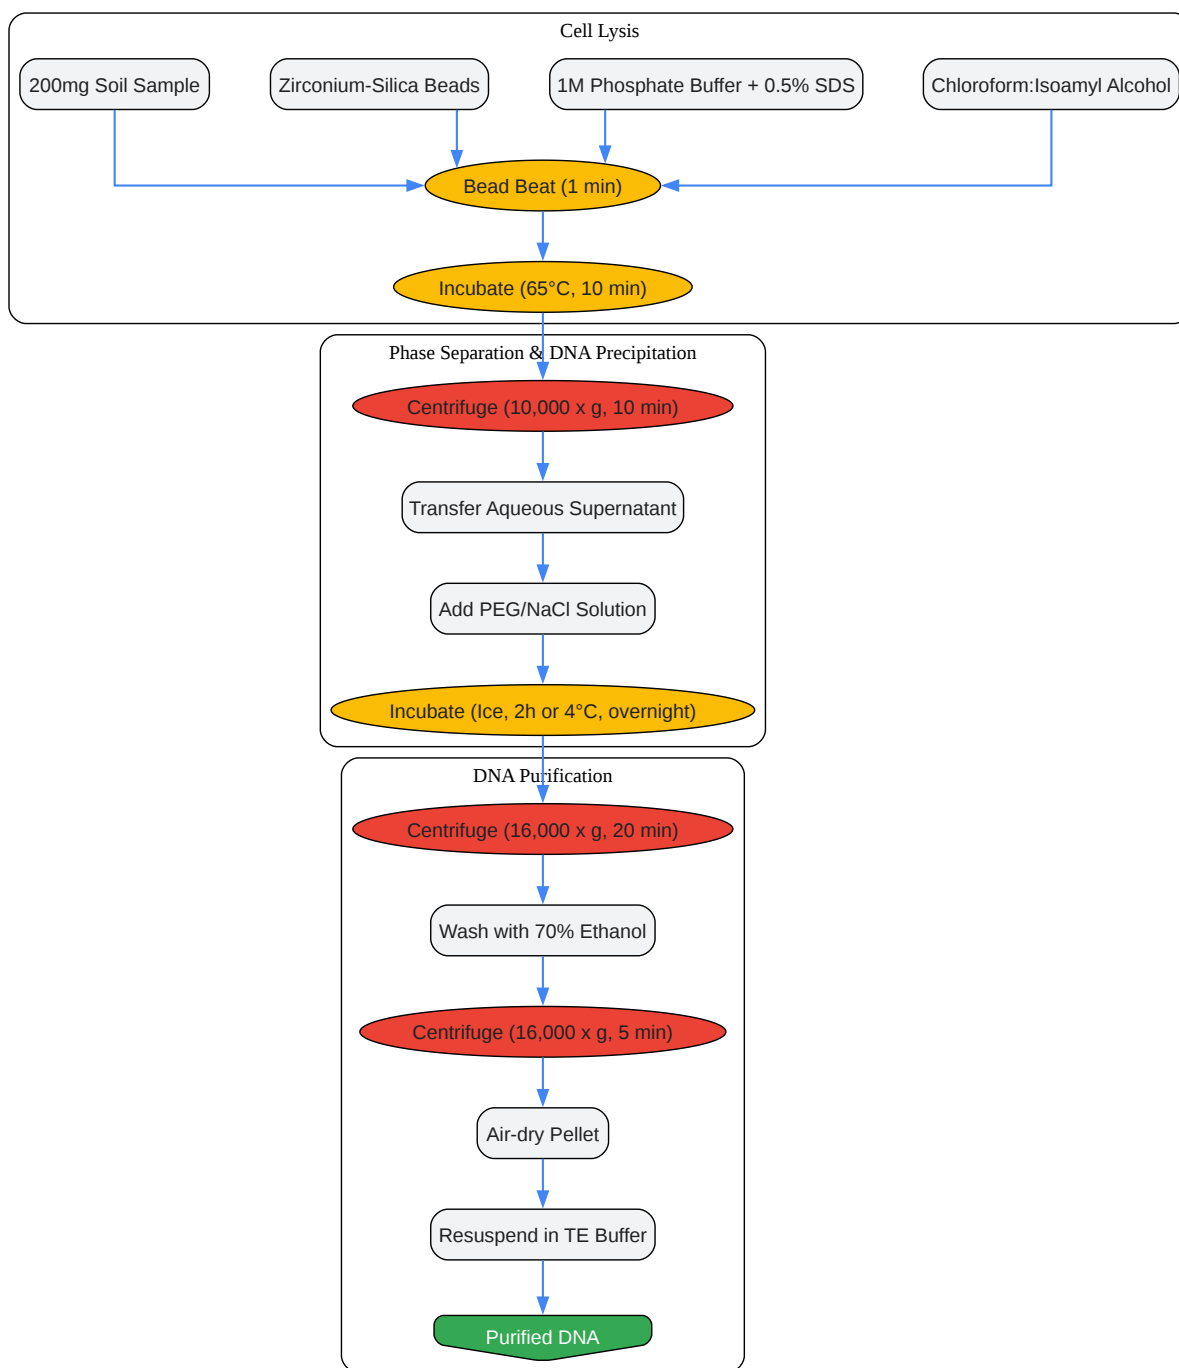 Cell Lysis
200mg Soil Sample
Zirconium-Silica Beads
1M Phosphate Buffer + 0.5% SDS
Chloroform:Isoamyl Alcohol
Bead Beat (1 min)
Incubate (65°C, 10 min)
Phase Separation & DNA Precipitation
Centrifuge (10,000 x g, 10 min)
Transfer Aqueous Supernatant
Add PEG/NaCl Solution
Incubate (Ice, 2h or 4°C, overnight)
DNA Purification
Centrifuge (16,000 x g, 20 min)
Wash with 70% Ethanol
Centrifuge (16,000 x g, 5 min)
Air-dry Pellet
Resuspend in TE Buffer
Purified DNA